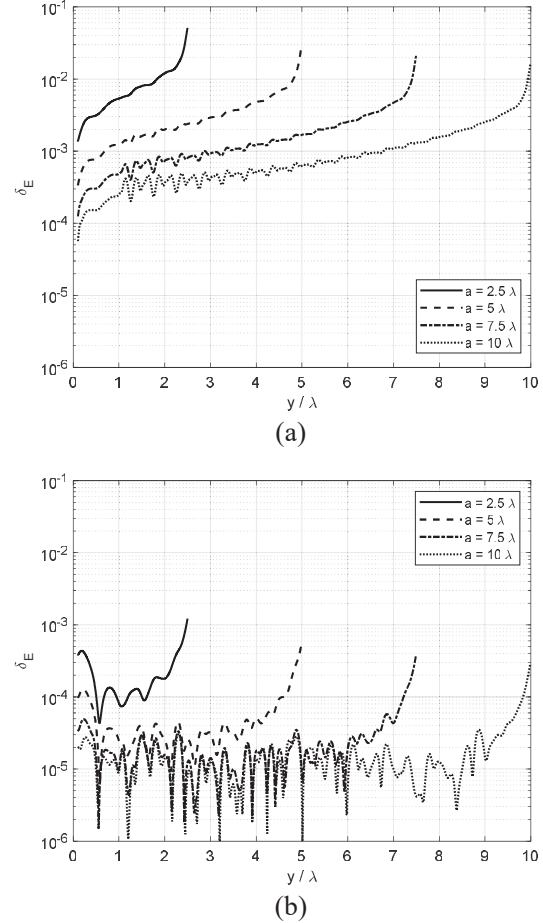 10⁻¹
10⁻²
10⁻³
10⁻⁴
10⁻⁵
10⁻⁶
δ_E
a = 2.5 λ
a = 5 λ
a = 7.5 λ
a = 10 λ
0 1 2 3 4 5 6 7 8 9 10
y / λ
(a)
10⁻¹
10⁻²
10⁻³
10⁻⁴
10⁻⁵
10⁻⁶
δ_E
a = 2.5 λ
a = 5 λ
a = 7.5 λ
a = 10 λ
0 1 2 3 4 5 6 7 8 9 10
y / λ
(b)